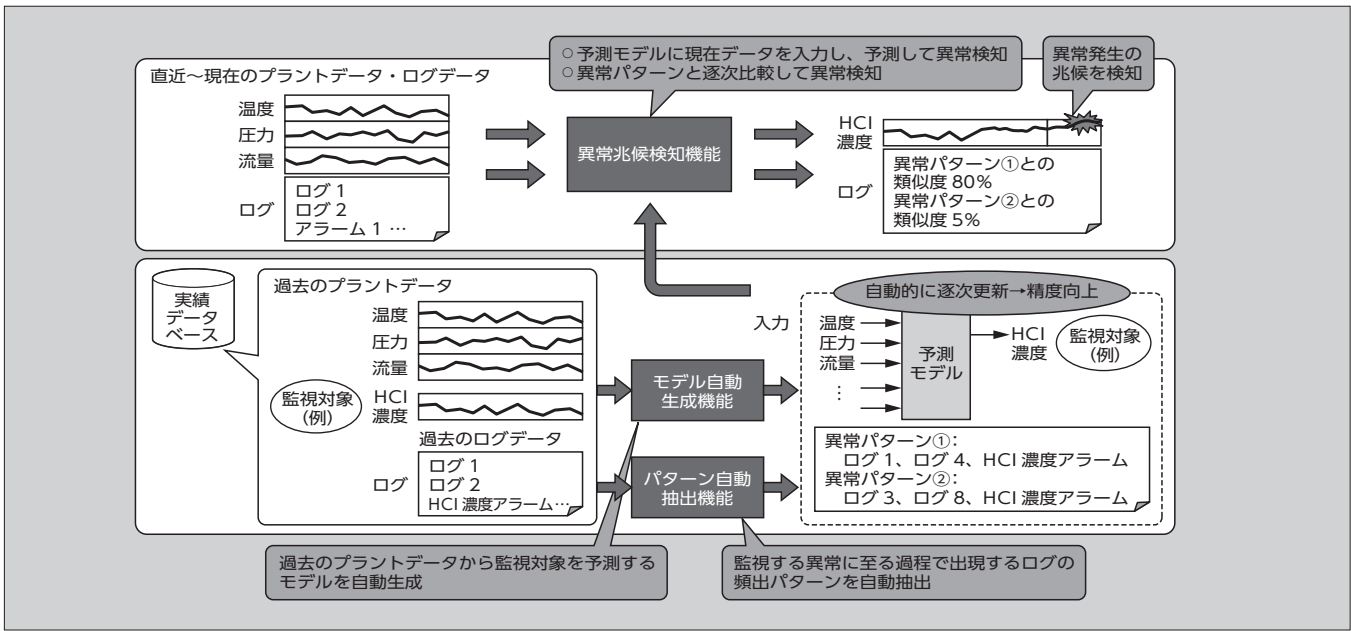 ○予測モデルに現在データを入力し、予測して異常検知
○異常パターンと逐次比較して異常検知
異常発生の
兆候を検知
直近~現在のプラントデータ・ログデータ
温度
圧力
流量
ログ
ログ 1
ログ 2
アラーム 1 …
異常兆候検知機能
HCI
濃度
ログ
異常パターン①との
類似度 80%
異常パターン②との
類似度 5%
実績
データ
ベース
過去のプラントデータ
温度
圧力
流量
監視対象
(例)
HCI
濃度
過去のログデータ
ログ
ログ 1
ログ 2
HCI 濃度アラーム…
モデル自動
生成機能
パターン自動
抽出機能
自動的に逐次更新→精度向上
入力
温度
圧力
流量
⋮
予測
モデル
HCI
濃度
監視対象
(例)
異常パターン①:
ログ 1、ログ 4、HCI 濃度アラーム
異常パターン②:
ログ 3、ログ 8、HCI 濃度アラーム
過去のプラントデータから監視対象を予測する
モデルを自動生成
監視する異常に至る過程で出現するログの
頻出パターンを自動抽出